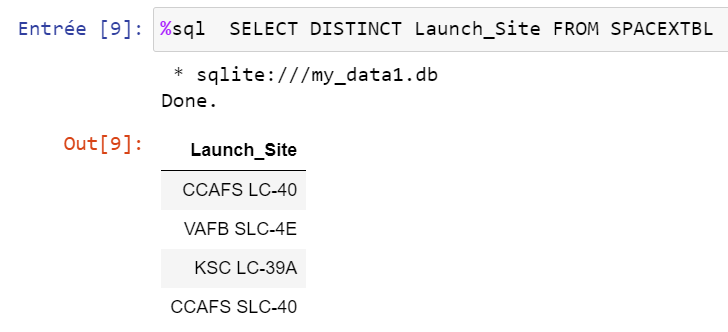 Entrée [9]: %sql  SELECT DISTINCT Launch_Site FROM SPACEXTBL
* sqlite:///my_data1.db
Done.
Out[9]:
Launch_Site
CCAFS LC-40
VAFB SLC-4E
KSC LC-39A
CCAFS SLC-40